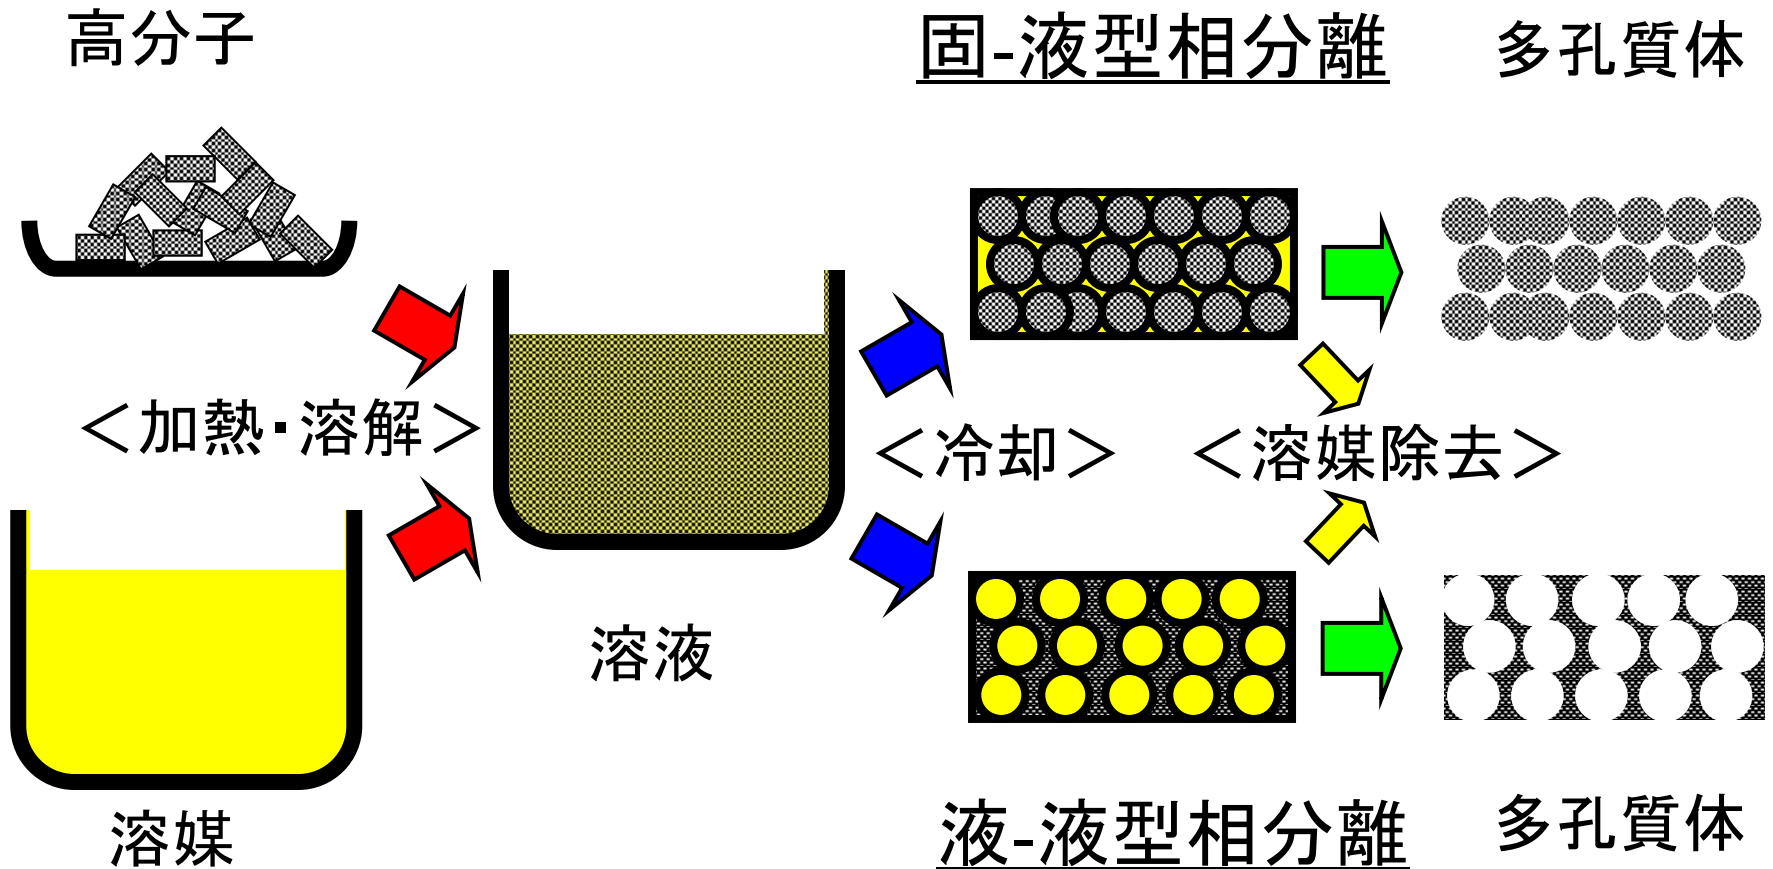 高分子
固-液型相分離
多孔質体
＜加熱・溶解＞
＜冷却＞
＜溶媒除去＞
溶液
溶媒
液-液型相分離
多孔質体